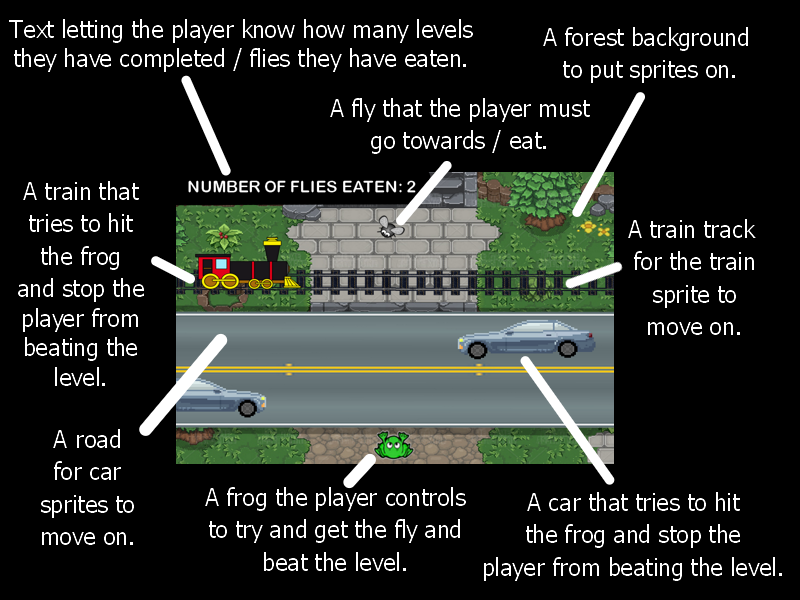 Text letting the player know how many levels
they have completed / flies they have eaten.
A forest background
to put sprites on.
A fly that the player must
go towards / eat.
NUMBER OF FLIES EATEN: 2
A train that
tries to hit
the frog
and stop the
player from
beating the
level.
A train track
for the train
sprite to
move on.
A road
for car
sprites to
move on.
A frog the player controls
to try and get the fly and
beat the level.
A car that tries to hit
the frog and stop the
player from beating the level.